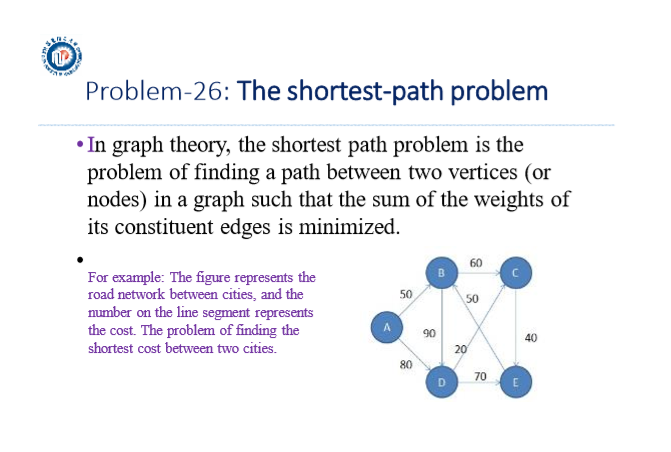 Problem-26: The shortest-path problem
• In graph theory, the shortest path problem is the
problem of finding a path between two vertices (or
nodes) in a graph such that the sum of the weights of
its constituent edges is minimized.
•
For example: The figure represents the
road network between cities, and the
number on the line segment represents
the cost. The problem of finding the
shortest cost between two cities.
60
B
C
50
50
A
90
40
20
80
70
D
E